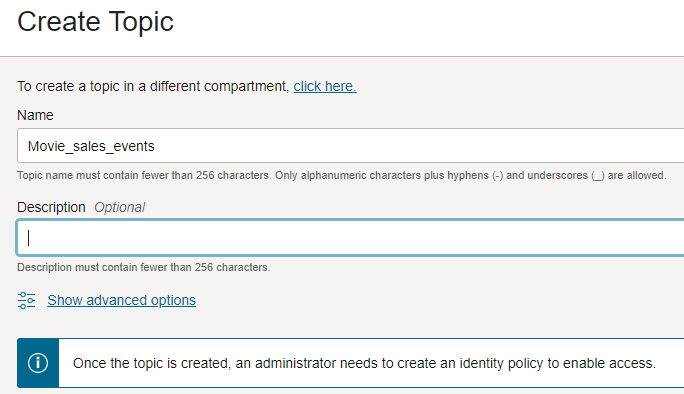 Create Topic
To create a topic in a different compartment, click here.
Name
Movie_sales_events
Topic name must contain fewer than 256 characters. Only alphanumeric characters plus hyphens (-) and underscores (_) are allowed.
Description Optional
Description must contain fewer than 256 characters.
Show advanced options
Once the topic is created, an administrator needs to create an identity policy to enable access.